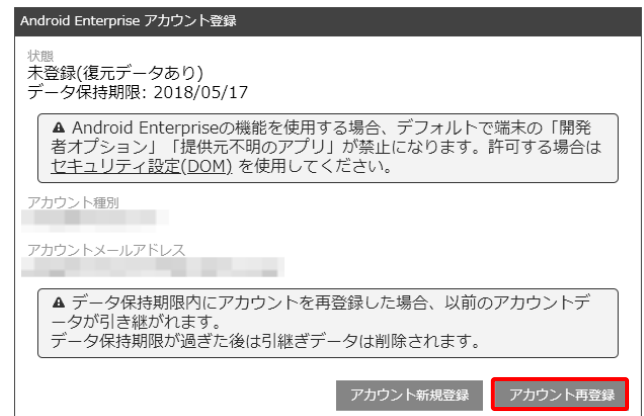 Android Enterprise アカウント登録
状態
未登録(復元データあり)
データ保持期限: 2018/05/17
Android Enterpriseの機能を使用する場合、デフォルトで端末の「開発
者オプション」「提供元不明のアプリ」が禁止になります。許可する場合は
セキュリティ設定(DOM) を使用してください。
アカウント種別
アカウントメールアドレス
データ保持期限内にアカウントを再登録した場合、以前のアカウントデ
ータが引き継がれます。
データ保持期限が過ぎた後は引継ぎデータは削除されます。
アカウント新規登録 アカウント再登録